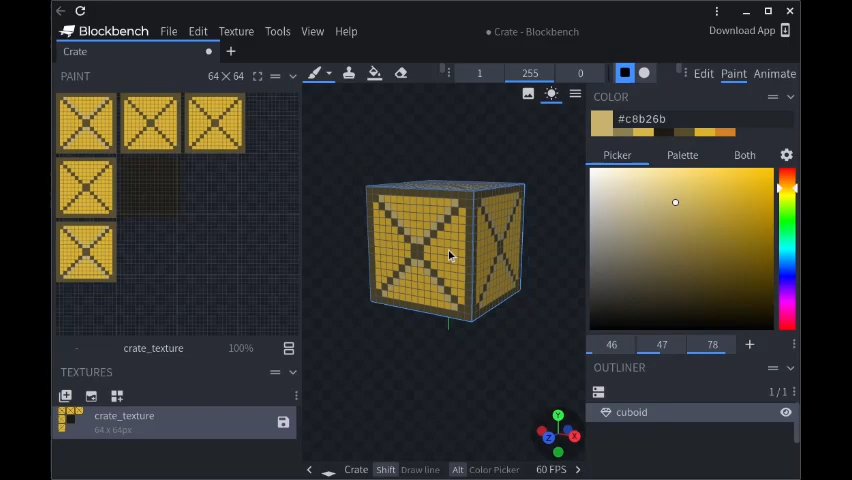 Blockbench File Edit Texture Tools View Help
Crate - Blockbench
Download App
Crate
PAINT 64×64
1 255 0
Edit Paint Animate
COLOR
#c8b26b
Picker Palette Both
46 47 78
crate_texture 100%
TEXTURES
crate_texture
64 x 64px
OUTLINER
1 / 1
cuboid
Y
Z
X
Crate Shift Draw line Alt Color Picker 60 FPS